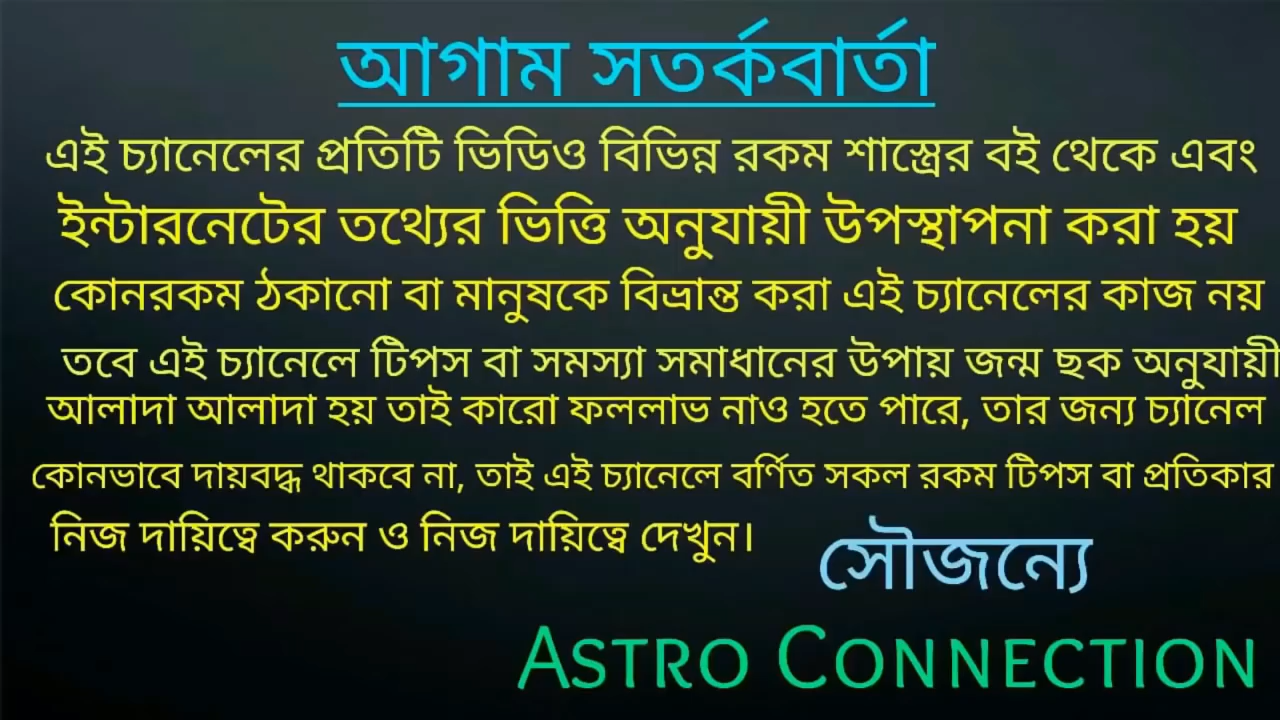 আগাম সতর্কবার্তা
এই চ্যানেলের প্রতিটি ভিডিও বিভিন্ন রকম শাস্ত্রের বই থেকে এবং
ইন্টারনেটের তথ্যের ভিত্তি অনুযায়ী উপস্থাপনা করা হয়
কোনরকম ঠকানো বা মানুষকে বিভ্রান্ত করা এই চ্যানেলের কাজ নয়
তবে এই চ্যানেলে টিপস বা সমস্যা সমাধানের উপায় জন্ম ছক অনুযায়ী
আলাদা আলাদা হয় তাই কারো ফললাভ নাও হতে পারে, তার জন্য চ্যানেল
কোনভাবে দায়বদ্ধ থাকবে না, তাই এই চ্যানেলে বর্ণিত সকল রকম টিপস বা প্রতিকার
নিজ দায়িত্বে করুন ও নিজ দায়িত্বে দেখুন।
সৌজন্যে
ASTRO CONNECTION